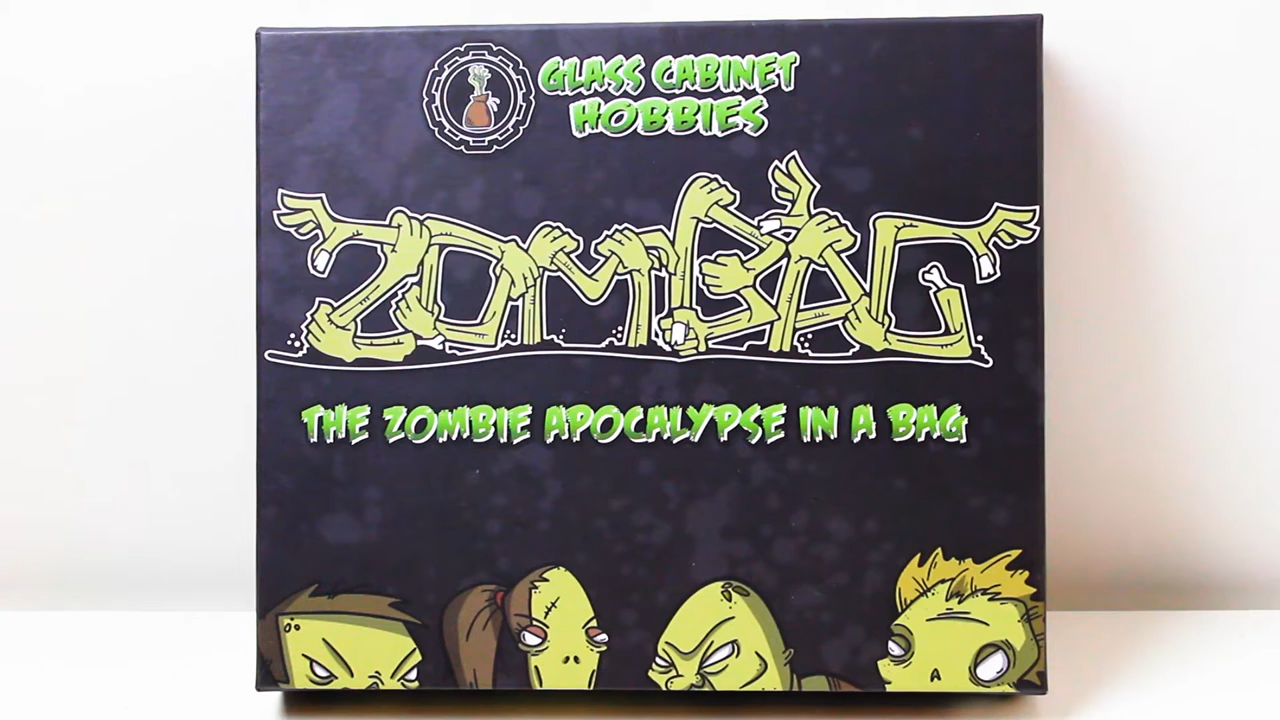 GLASS CABINET
HOBBIES
ZOMBAG
THE ZOMBIE APOCALYPSE IN A BAG